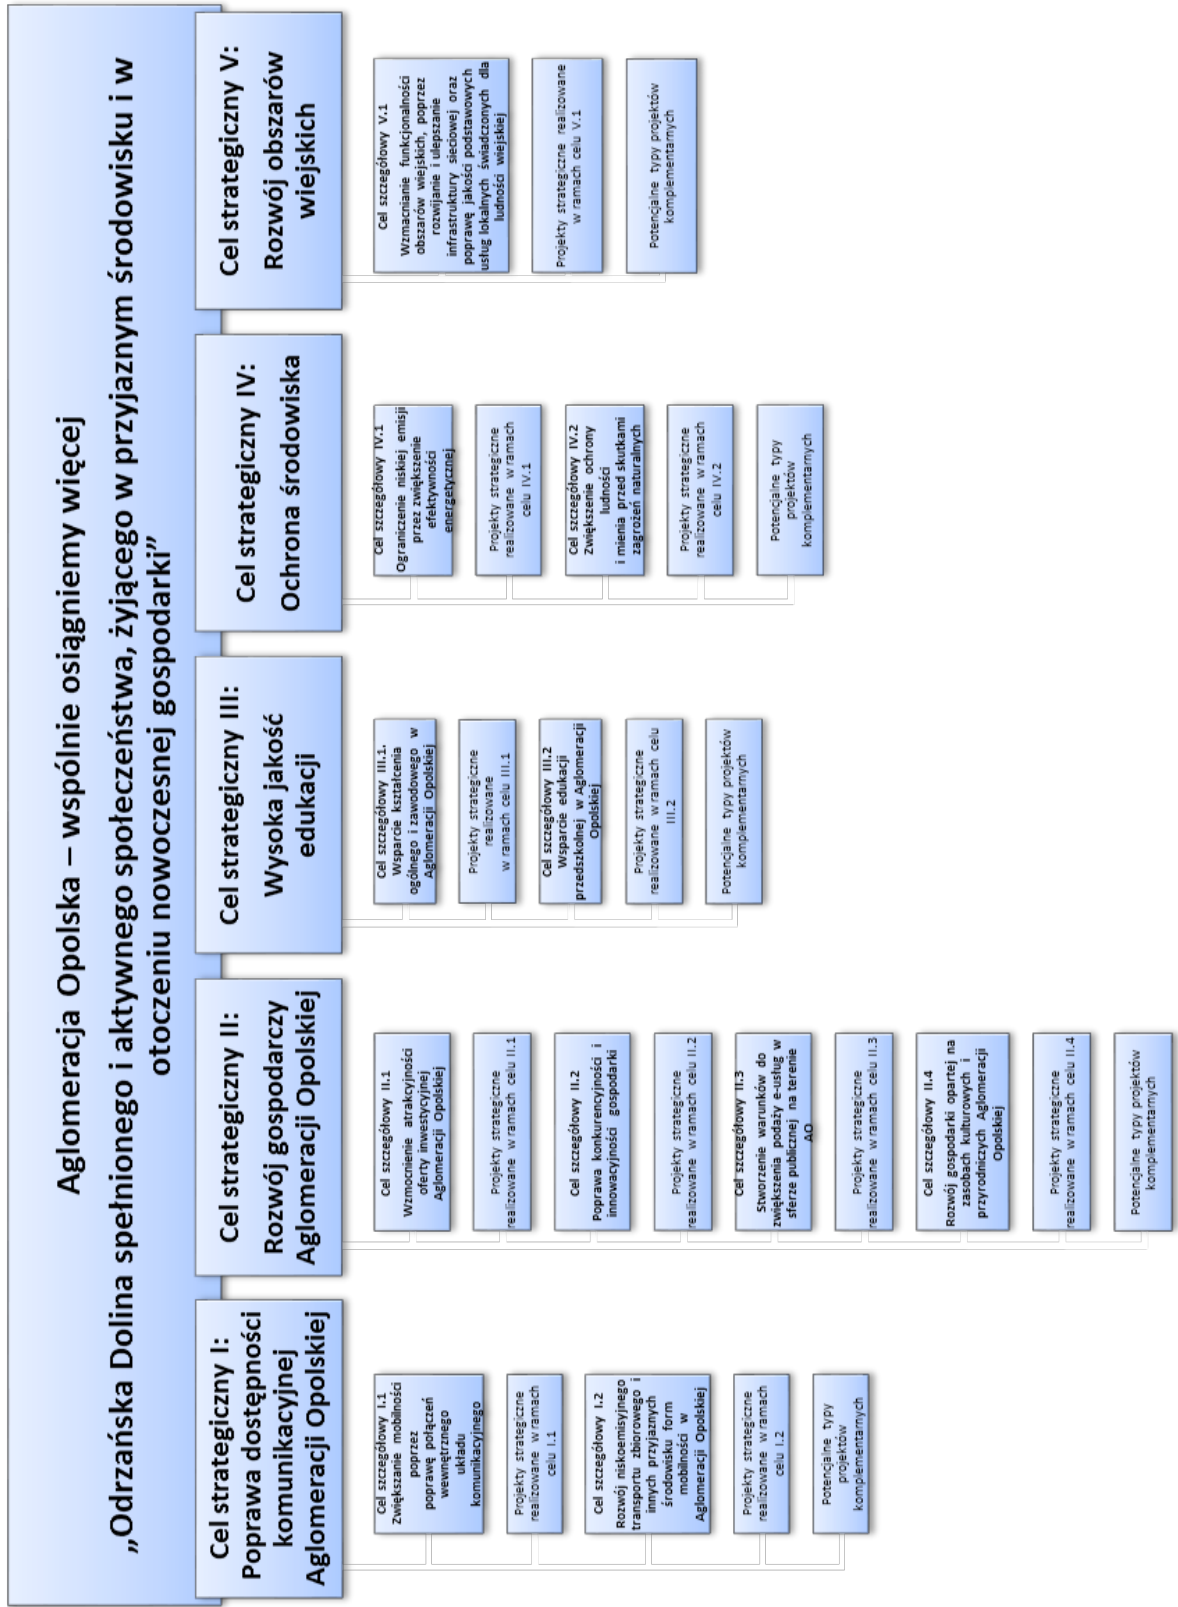 Aglomeracja Opolska – wspólnie osiągniemy więcej
„Odrzańska Dolina spełnionego i aktywnego społeczeństwa, żyjącego w przyjaznym środowisku i w
otoczeniu nowoczesnej gospodarki”
Cel strategiczny I:
Poprawa dostępności
komunikacyjnej
Aglomeracji Opolskiej
Cel szczegółowy I.1
Zwiększanie mobilności
poprzez
poprawę połączeń
wewnętrznego
układu
komunikacyjnego
Projekty strategiczne
realizowane w ramach
celu I.1
Cel szczegółowy I.2
Rozwój niskoemisyjnego
transportu zbiorowego i
innych przyjaznych
środowisku form
mobilności w
Aglomeracji Opolskiej
Projekty strategiczne
realizowane w ramach
celu I.2
Potencjalne typy
projektów
komplementarnych
Cel strategiczny II:
Rozwój gospodarczy
Aglomeracji Opolskiej
Cel szczegółowy II.1
Wzmocnienie atrakcyjności
oferty inwestycyjnej
Aglomeracji Opolskiej
Projekty strategiczne
realizowane w ramach celu II.1
Cel szczegółowy II.2
Poprawa konkurencyjności i
innowacyjności gospodarki
Projekty strategiczne
realizowane w ramach celu II.2
Cel szczegółowy II.3
Stworzenie warunków do
zwiększenia podaży e-usług w
sferze publicznej na terenie
AO
Projekty strategiczne
realizowane w ramach celu II.3
Cel szczegółowy II.4
Rozwój gospodarki opartej na
zasobach kulturowych i
przyrodniczych Aglomeracji
Opolskiej
Projekty strategiczne
realizowane w ramach celu II.4
Potencjalne typy projektów
komplementarnych
Cel strategiczny III:
Wysoka jakość
edukacji
Cel szczegółowy III.1.
Wsparcie kształcenia
ogólnego i zawodowego w
Aglomeracji Opolskiej
Projekty strategiczne
realizowane
w ramach celu III.1
Cel szczegółowy III.2
Wsparcie edukacji
przedszkolnej w Aglomeracji
Opolskiej
Projekty strategiczne
realizowane w ramach celu
III.2
Potencjalne typy projektów
komplementarnych
Cel strategiczny IV:
Ochrona środowiska
Cel szczegółowy IV.1
Ograniczenie niskiej emisji
przez zwiększenie
efektywności
energetycznej
Projekty strategiczne
realizowane w ramach
celu IV.1
Cel szczegółowy IV.2
Zwiększenie ochrony
ludności
i mienia przed skutkami
zagrożeń naturalnych
Projekty strategiczne
realizowane w ramach
celu IV.2
Potencjalne typy
projektów
komplementarnych
Cel strategiczny V:
Rozwój obszarów
wiejskich
Cel szczegółowy V.1
Wzmacnianie funkcjonalności
obszarów wiejskich, poprzez
rozwijanie i ulepszanie
infrastruktury sieciowej oraz
poprawę jakości podstawowych
usług lokalnych świadczonych dla
ludności wiejskiej
Projekty strategiczne realizowane
w ramach celu V.1
Potencjalne typy projektów
komplementarnych